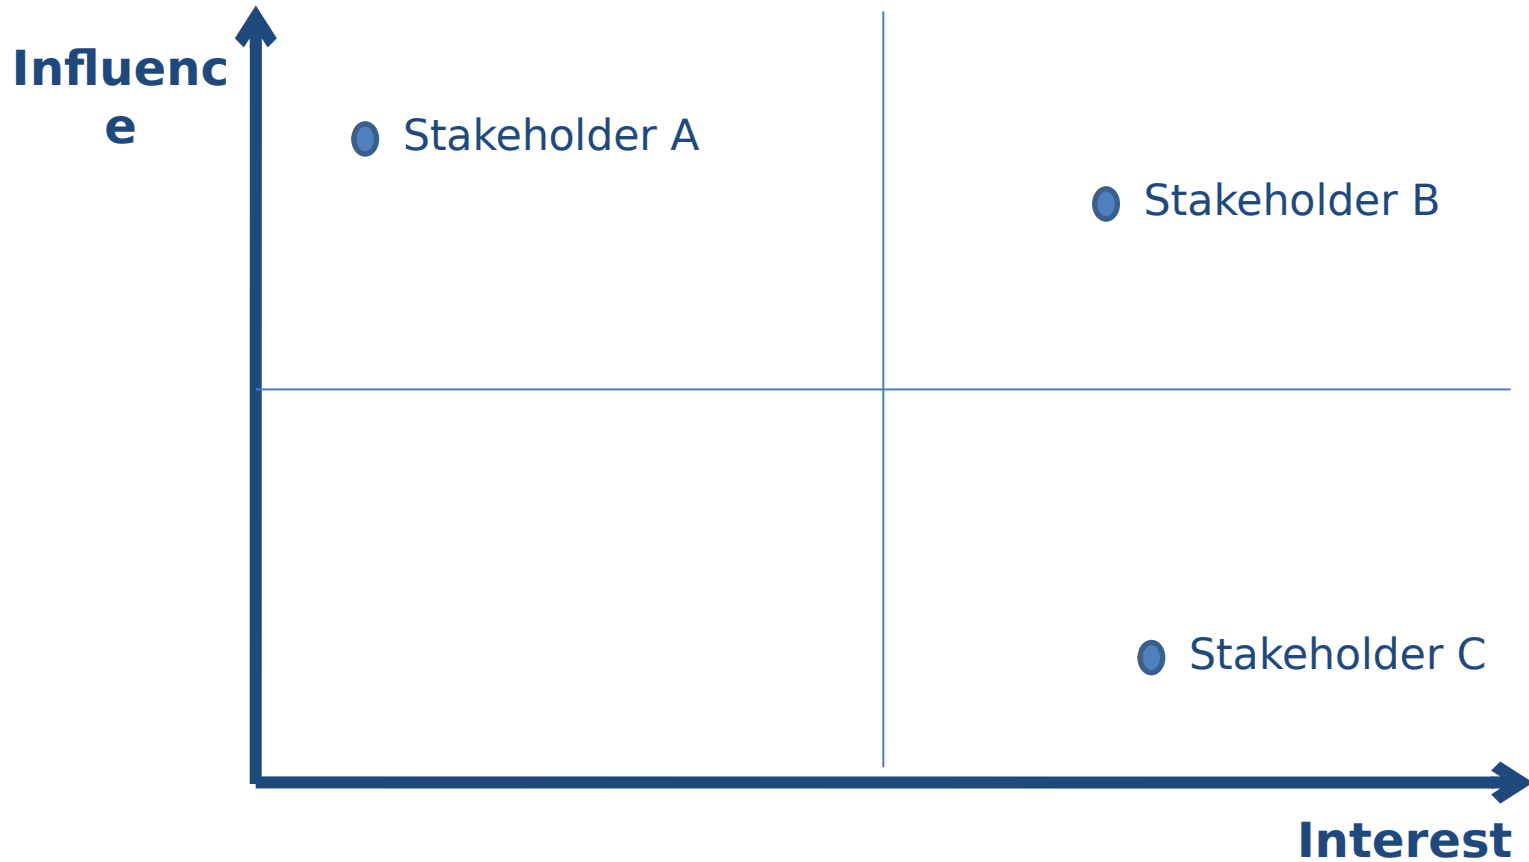 Influenc
e
Stakeholder A
Stakeholder B
Stakeholder C
Interest